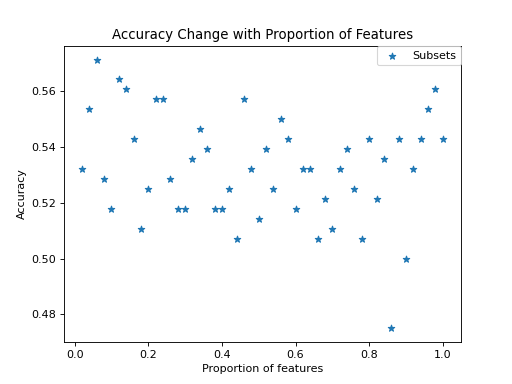 Accuracy Change with Proportion of Features
Subsets
0.56
0.54
0.52
0.50
0.48
Accuracy
0.0 0.2 0.4 0.6 0.8 1.0
Proportion of features